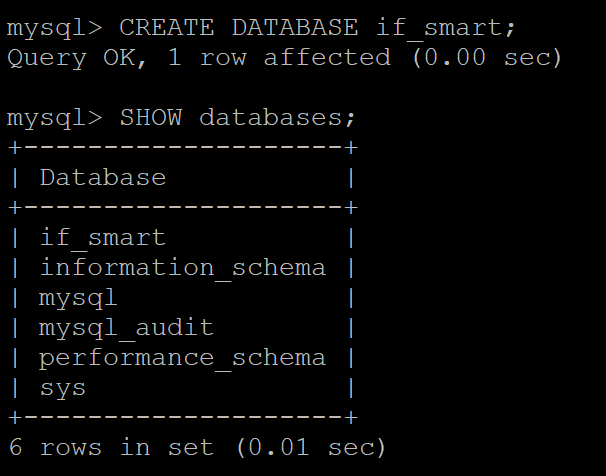 mysql> CREATE DATABASE if_smart;
Query OK, 1 row affected (0.00 sec)
mysql> SHOW databases;
+--------------------+
| Database           |
+--------------------+
| if_smart           |
| information_schema |
| mysql              |
| mysql_audit        |
| performance_schema |
| sys                |
+--------------------+
6 rows in set (0.01 sec)